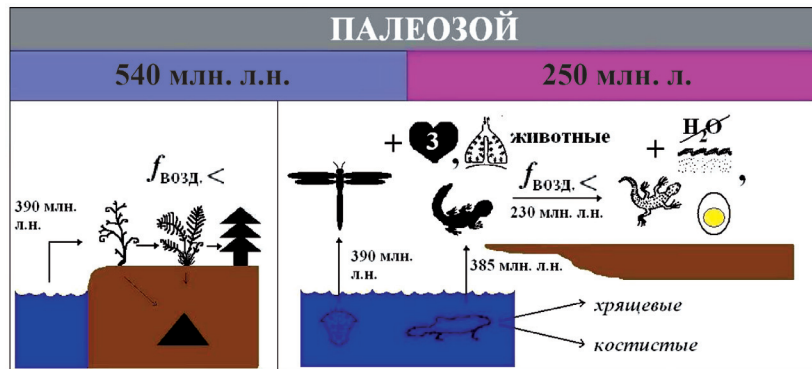 ПАЛЕОЗОЙ
540 млн. л.н.
250 млн. л.
f возд. <
390 млн.
л.н.
+ 3, животные
f возд. <
230 млн. л.н.
+ H₂O ,
390 млн.
л.н.
385 млн. л.н.
хрящевые
костистые